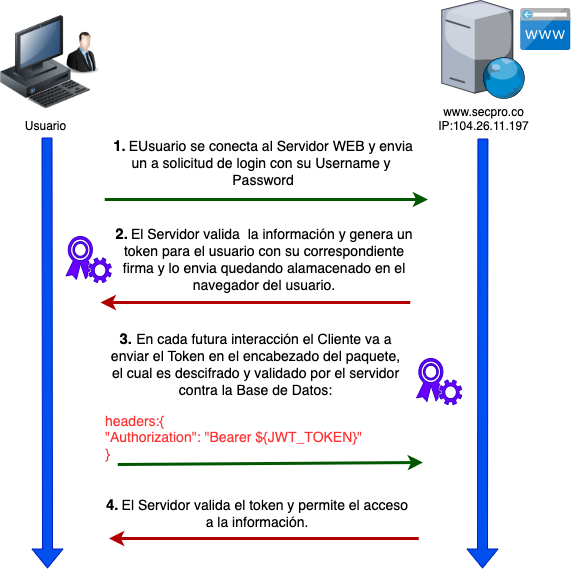 WWW
www.secpro.co
Usuario
IP:104.26.11.197
1. EUsuario se conecta al Servidor WEB y envia
un a solicitud de login con su Username y
Password
2. El Servidor valida la información y genera un
token para el usuario con su correspondiente
firma y lo envia quedando alamacenado en el
navegador del usuario.
3. En cada futura interacción el Cliente va a
enviar el Token en el encabezado del paquete,
el cual es descifrado y validado por el servidor
contra la Base de Datos:
headers:{
"Authorization": "Bearer ${JWT_TOKEN}"
}
4. El Servidor valida el token y permite el acceso
a la información.